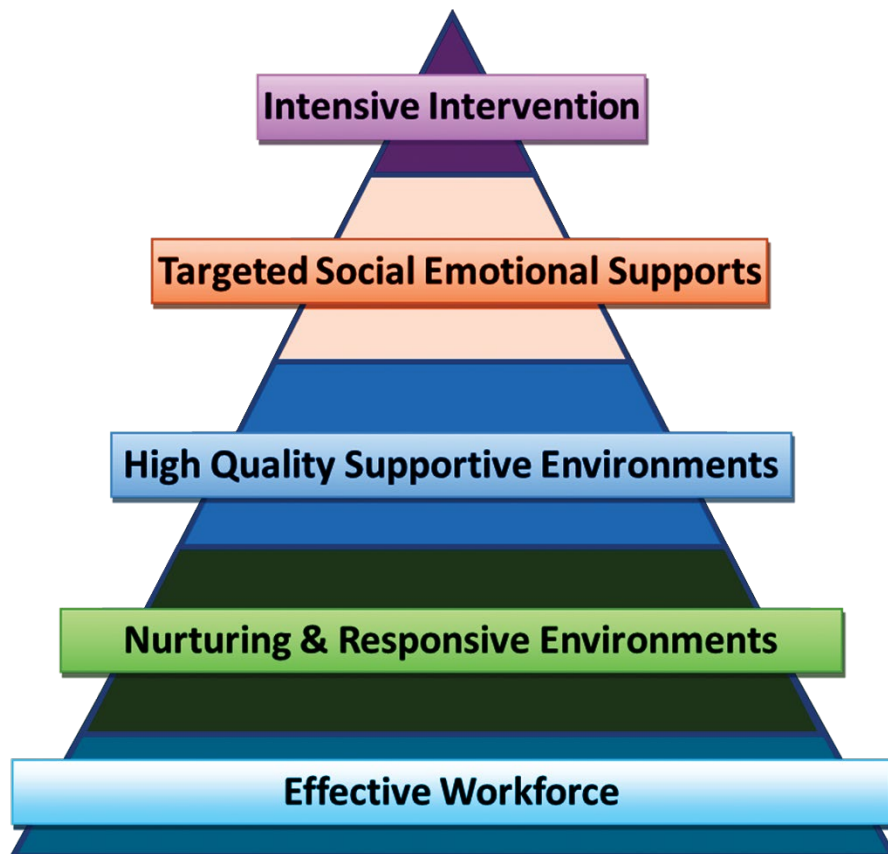 Intensive Intervention
Targeted Social Emotional Supports
High Quality Supportive Environments
Nurturing & Responsive Environments
Effective Workforce